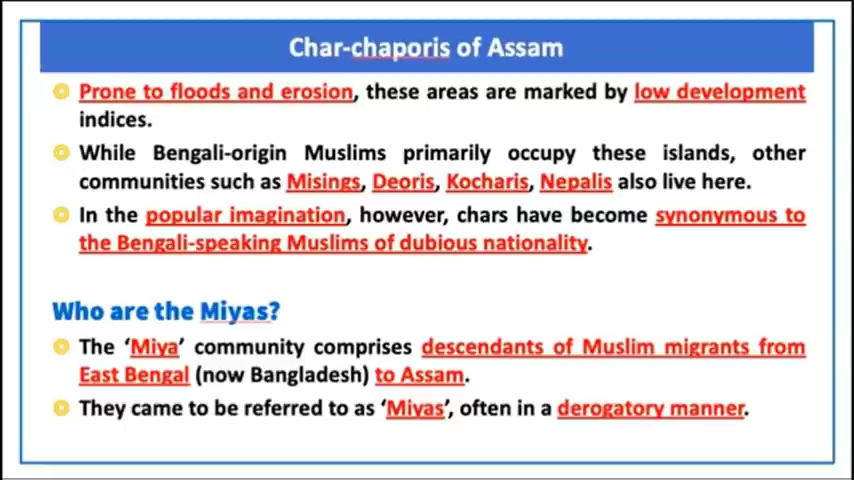 Char-chaporis of Assam
Prone to floods and erosion, these areas are marked by low development
indices.
While Bengali-origin Muslims primarily occupy these islands, other
communities such as Misings, Deoris, Kocharis, Nepalis also live here.
In the popular imagination, however, chars have become synonymous to
the Bengali-speaking Muslims of dubious nationality.
Who are the Miyas?
The ‘Miya’ community comprises descendants of Muslim migrants from
East Bengal (now Bangladesh) to Assam.
They came to be referred to as ‘Miyas’, often in a derogatory manner.